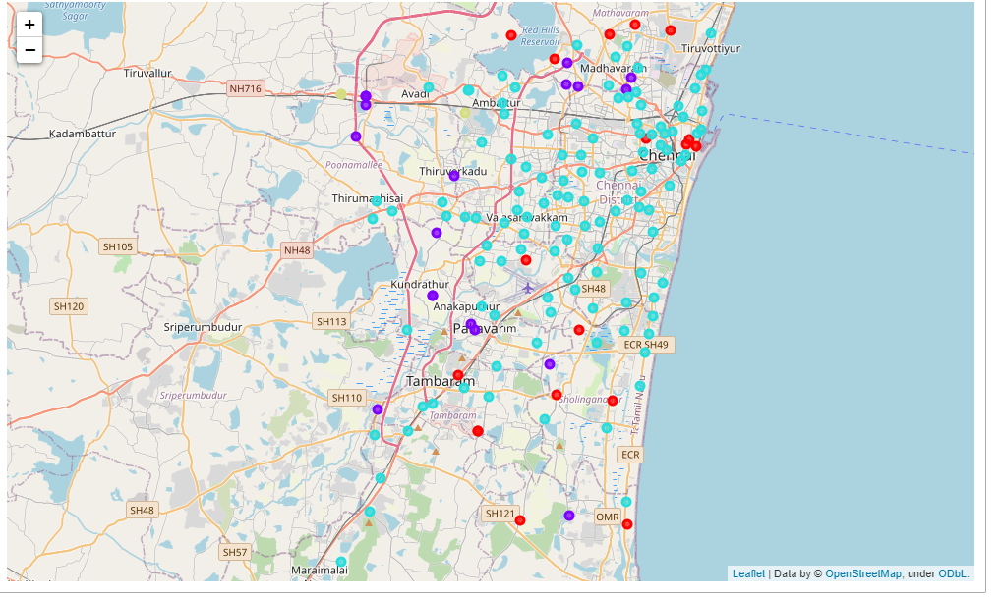 Sathyamoorty
Sagar
+
−
Mathavaram
Red Hills
Reservoir
Tiruvottiyur
Tiruvallur
Madhavaram
NH716
Avadi
Ambattur
Kadambattur
Chennai
Poonamallee
Thiruverkadu
Chennai
District
Thirumazhisai
Valasaravakkam
SH105
NH48
Kundrathur
SH48
SH120
Anakaputhur
SH113
Sriperumbudur
Pallavaram
ECR SH49
Tambaram
Sriperumbudur
SH110
Sholinganallur
Tamil Nadu
Tambaram
ECR
SH48
SH121
OMR
SH57
Maraimalai
Leaflet | Data by © OpenStreetMap, under ODbL.